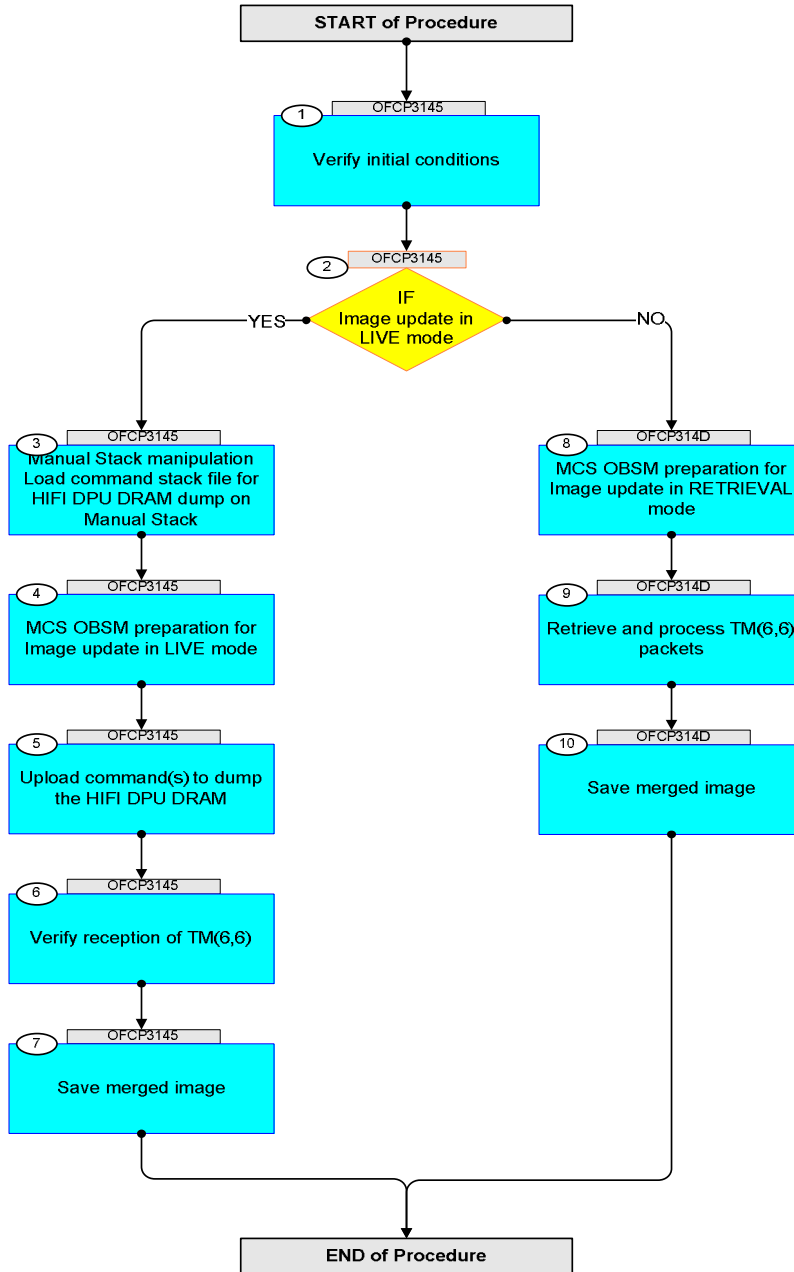 START of Procedure
OFCP3145
1
Verify initial conditions
OFCP3145
2
IF
Image update in
LIVE mode
YES
NO
OFCP3145
3
Manual Stack manipulation
Load command stack file for
HIFI DPU DRAM dump on
Manual Stack
OFCP3145
4
MCS OBSM preparation for
Image update in LIVE mode
OFCP3145
5
Upload command(s) to dump
the HIFI DPU DRAM
OFCP3145
6
Verify reception of TM(6,6)
OFCP3145
7
Save merged image
OFCP314D
8
MCS OBSM preparation for
Image update in RETRIEVAL
mode
OFCP314D
9
Retrieve and process TM(6,6)
packets
OFCP314D
10
Save merged image
END of Procedure